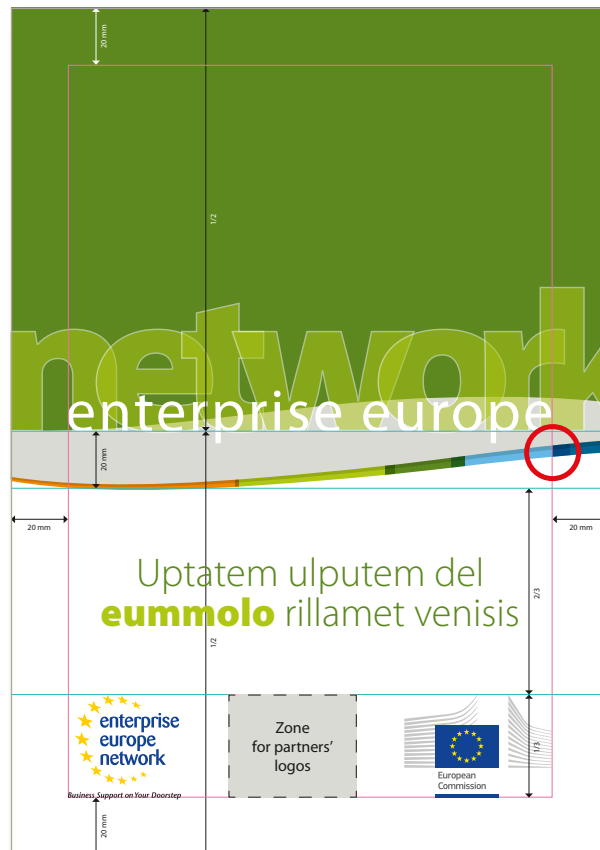 20 mm
1/2
network
enterprise europe
20 mm
20 mm
20 mm
Uptatem ulputem del
eummolo rillamet venisis
2/3
1/2
enterprise
europe
network
Business Support on Your Doorstep
Zone
for partners’
logos
European
Commission
1/3
20 mm